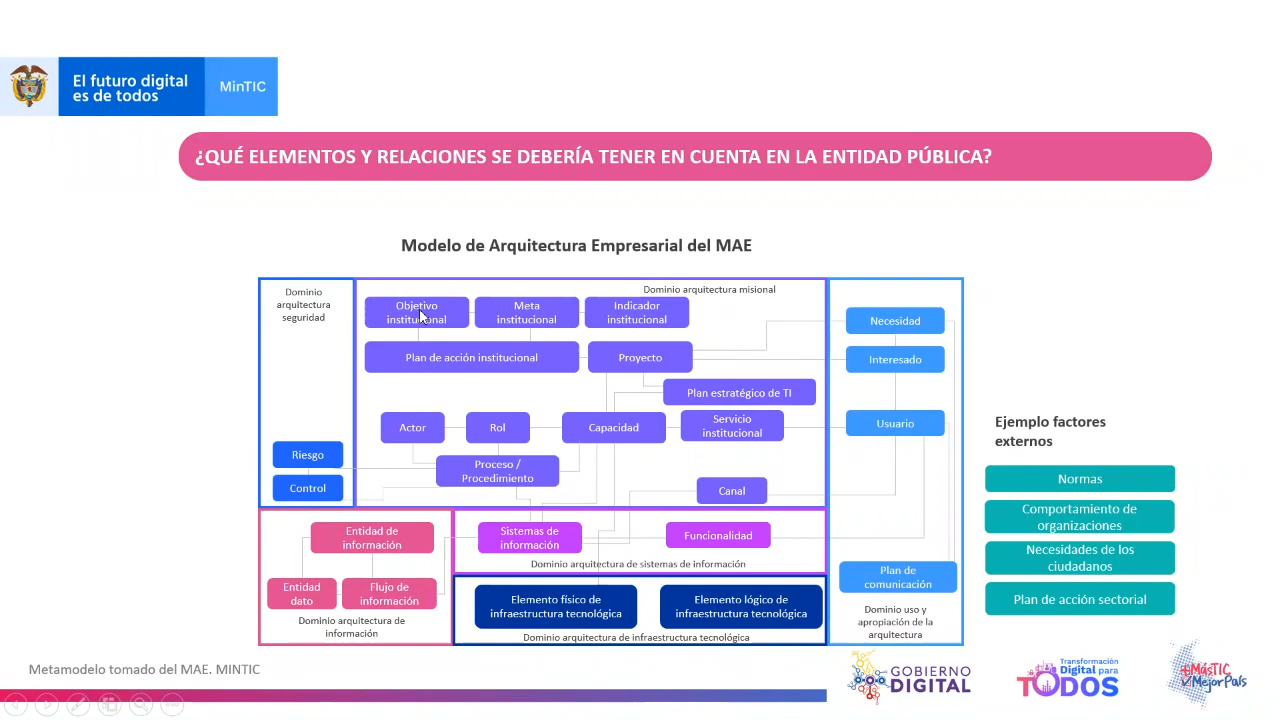 El futuro digital
es de todos
MinTIC
¿QUÉ ELEMENTOS Y RELACIONES SE DEBERÍA TENER EN CUENTA EN LA ENTIDAD PÚBLICA?
Modelo de Arquitectura Empresarial del MAE
Dominio
arquitectura
seguridad
Dominio arquitectura misional
Objetivo
institucional
Meta
institucional
Indicador
institucional
Necesidad
Plan de acción institucional
Proyecto
Interesado
Plan estratégico de TI
Actor
Rol
Capacidad
Servicio
institucional
Usuario
Riesgo
Proceso /
Procedimiento
Control
Canal
Entidad de
información
Sistemas de
información
Funcionalidad
Dominio arquitectura de sistemas de información
Entidad
dato
Flujo de
información
Dominio arquitectura de
información
Elemento físico de
infraestructura tecnológica
Elemento lógico de
infraestructura tecnológica
Dominio arquitectura de infraestructura tecnológica
Plan de
comunicación
Dominio uso y
apropiación de la
arquitectura
Ejemplo factores
externos
Normas
Comportamiento de
organizaciones
Necesidades de los
ciudadanos
Plan de acción sectorial
Metamodelo tomado del MAE. MINTIC
GOBIERNO
DIGITAL
Transformación
Digital para
TODOS
+MásTIC
✓MejorPaís